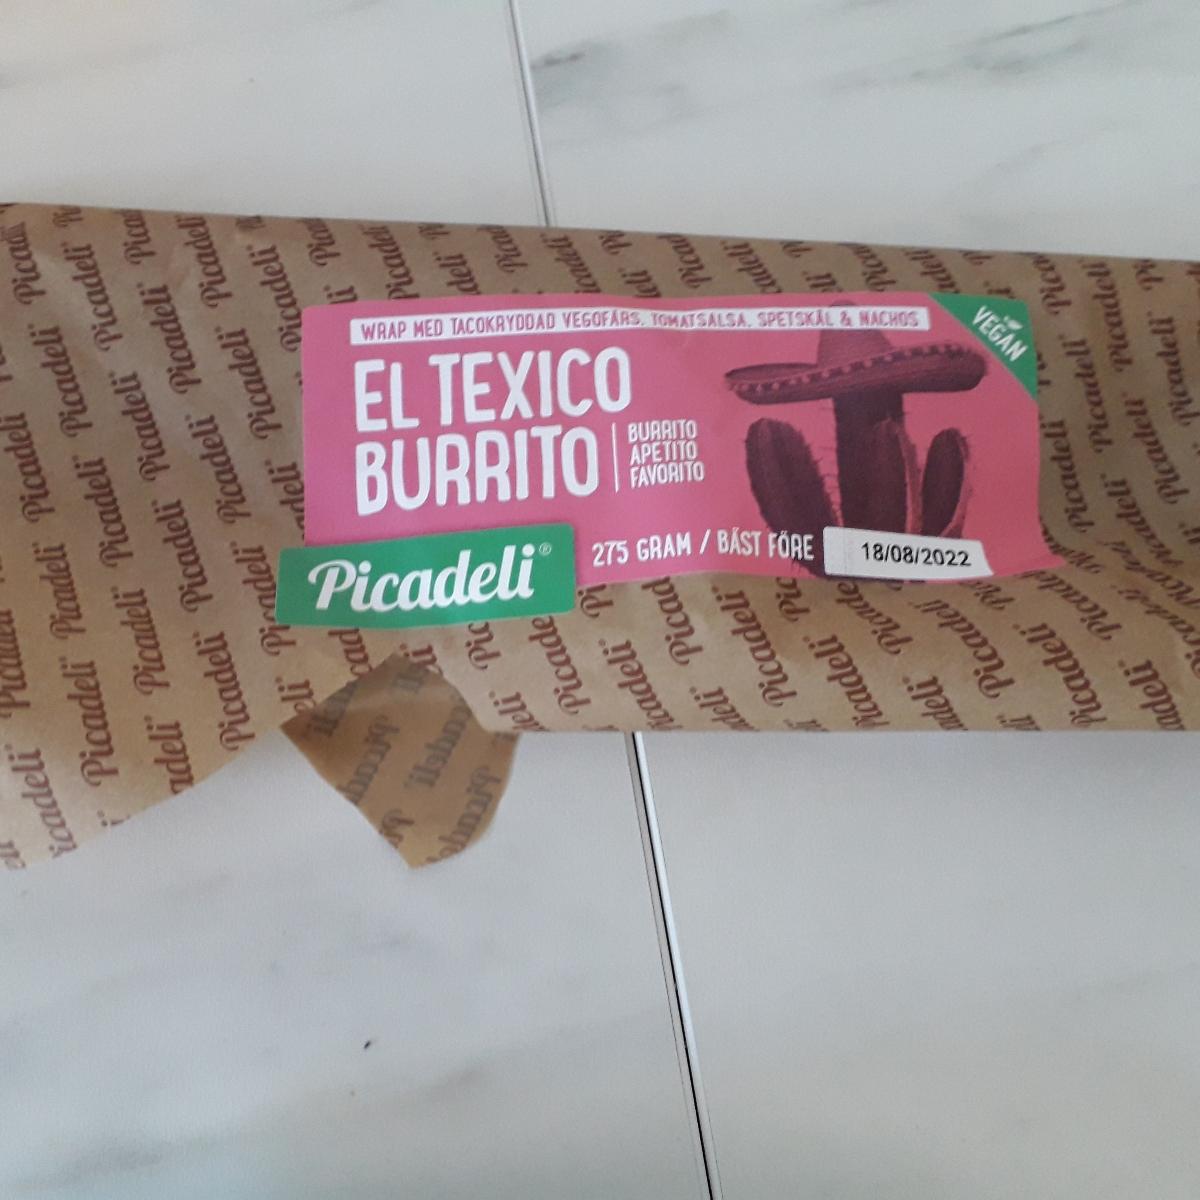 WRAP MED TACOKRYDDAD VEGOFÄRS, TOMATSALSA, SPETSKÅL & NACHOS
VEGAN
EL TEXICO
BURRITO
BURRITO
APETITO
FAVORITO
275 GRAM / BÄST FÖRE 18/08/2022
Picadeli®